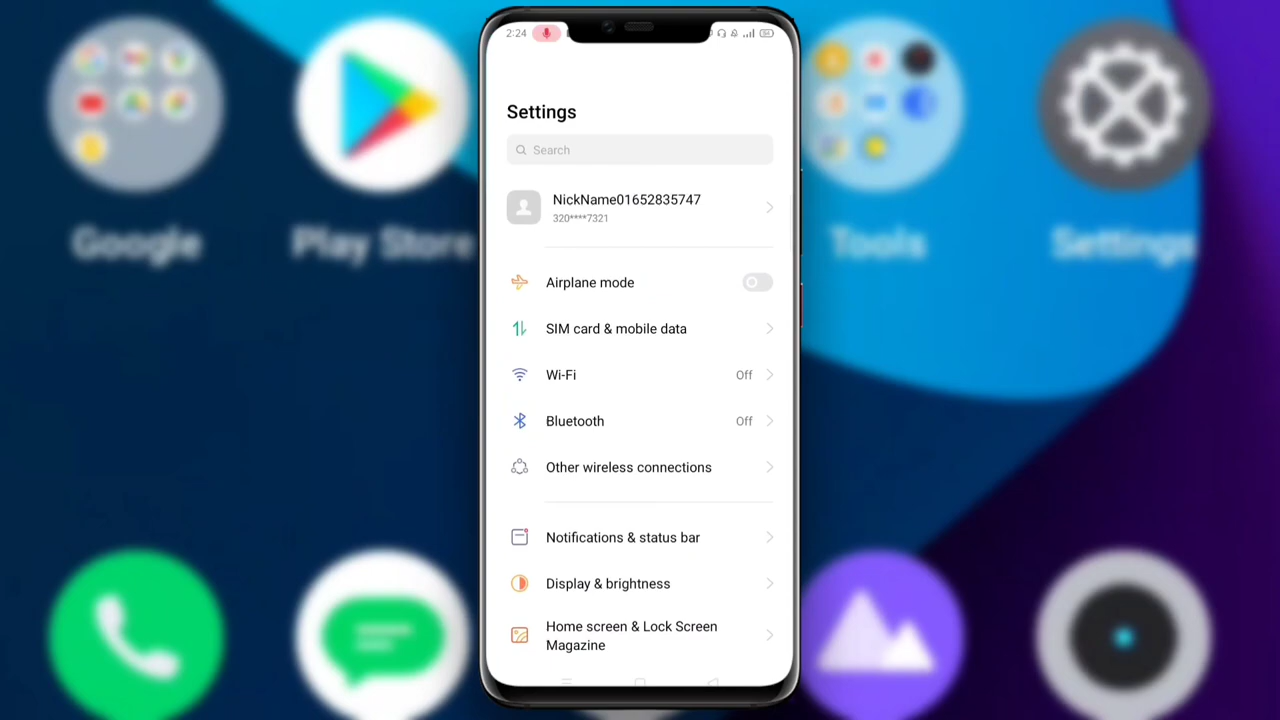 2:24
Settings
Search
NickName01652835747
320****7321
Airplane mode
SIM card & mobile data
Wi-Fi Off
Bluetooth Off
Other wireless connections
Notifications & status bar
Display & brightness
Home screen & Lock Screen
Magazine
Google
Play Store
Tools
Settings